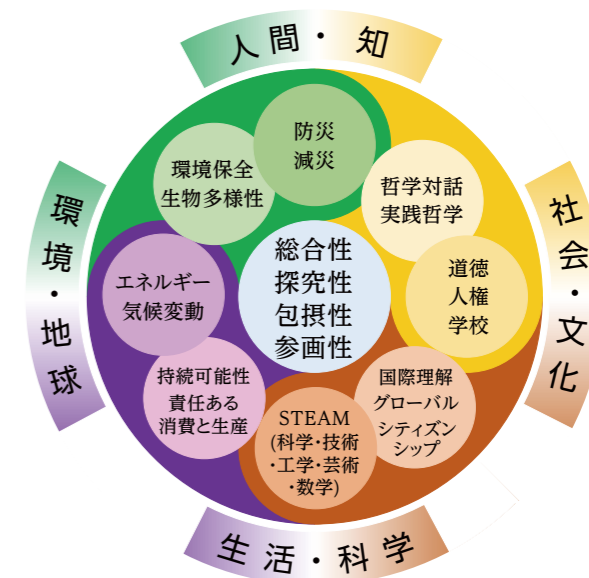 人間・知
防災
減災
環境保全
生物多様性
哲学対話
実践哲学
環境・地球
社会・文化
総合性
探究性
包摂性
参画性
エネルギー
気候変動
道徳
人権
学校
持続可能性
責任ある
消費と生産
国際理解
グローバル
シティズン
シップ
STEAM
(科学・技術
・工学・芸術
・数学)
生活・科学